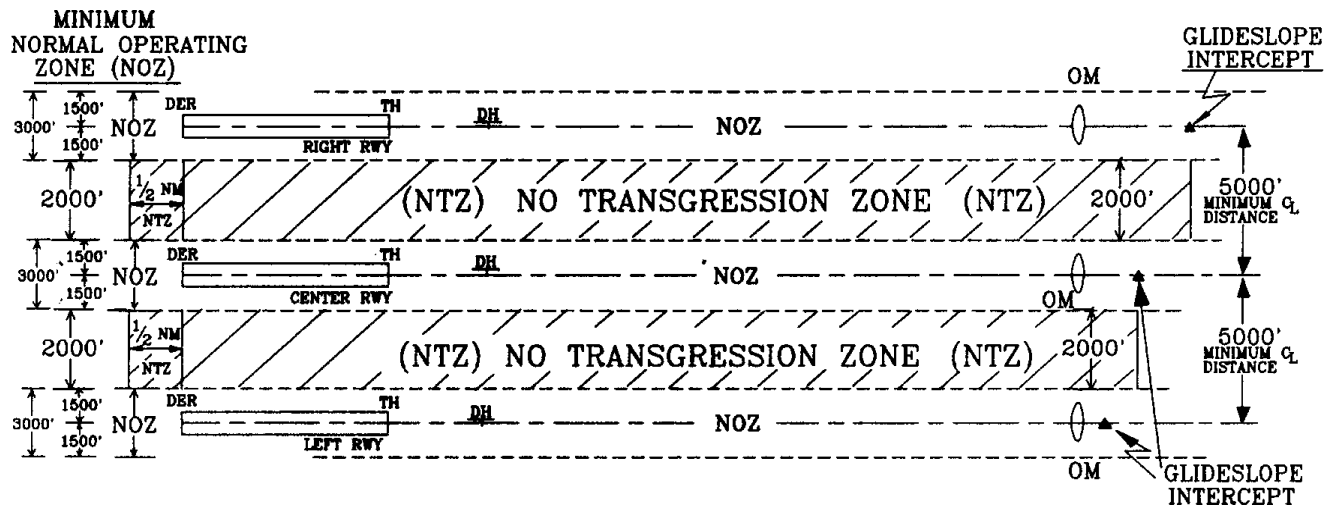 MINIMUM
NORMAL OPERATING
ZONE (NOZ)
GLIDESLOPE
INTERCEPT
OM
3000'
1500'
1500'
NOZ
DER
TH
DH
NOZ
RIGHT RWY
2000'
1/2 NM
NTZ
(NTZ) NO TRANSGRESSION ZONE (NTZ)
2000'
5000'
MINIMUM CL
DISTANCE
3000'
1500'
1500'
NOZ
DER
TH
DH
NOZ
CENTER RWY
OM
2000'
1/2 NM
NTZ
(NTZ) NO TRANSGRESSION ZONE (NTZ)
2000'
5000'
MINIMUM CL
DISTANCE
3000'
1500'
1500'
NOZ
DER
TH
DH
NOZ
LEFT RWY
OM
GLIDESLOPE
INTERCEPT